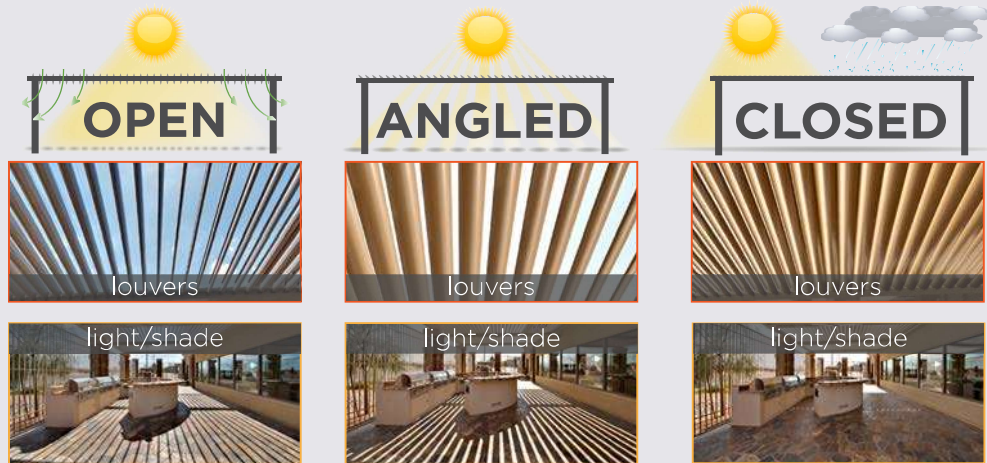 OPEN
ANGLED
CLOSED
louvers
louvers
louvers
light/shade
light/shade
light/shade